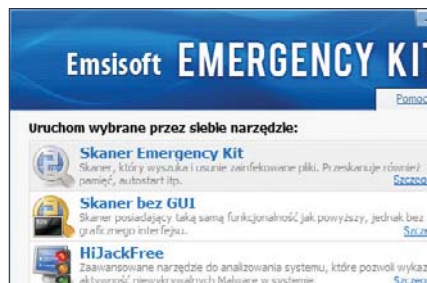 Emsisoft EMERGENCY KIT
Pomoc
Uruchom wybrane przez siebie narzędzie:
Skaner Emergency Kit
Skaner, który wyszuka i usunie zainfekowane pliki. Przeskanuje również
pamięć, autostart itp.
Skaner bez GUI
Skaner posiadający taką samą funkcjonalność jak powyższy, jednak bez
graficznego interfejsu.
HiJackFree
Zaawansowane narzędzie do analizowania systemu, które pozwoli wykaz
aktywność niewykrywalnych Malware w systemie.